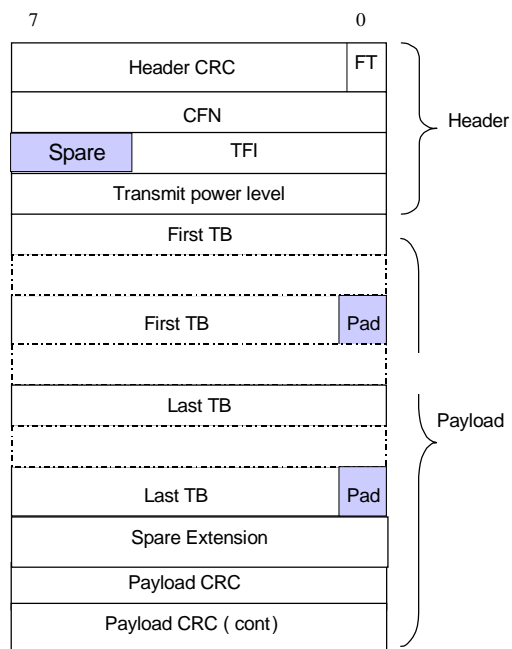 7 0
Header CRC FT
Header
CFN
Spare TFI
Transmit power level
First TB
First TB Pad
Last TB
Payload
Last TB Pad
Spare Extension
Payload CRC
Payload CRC ( cont)